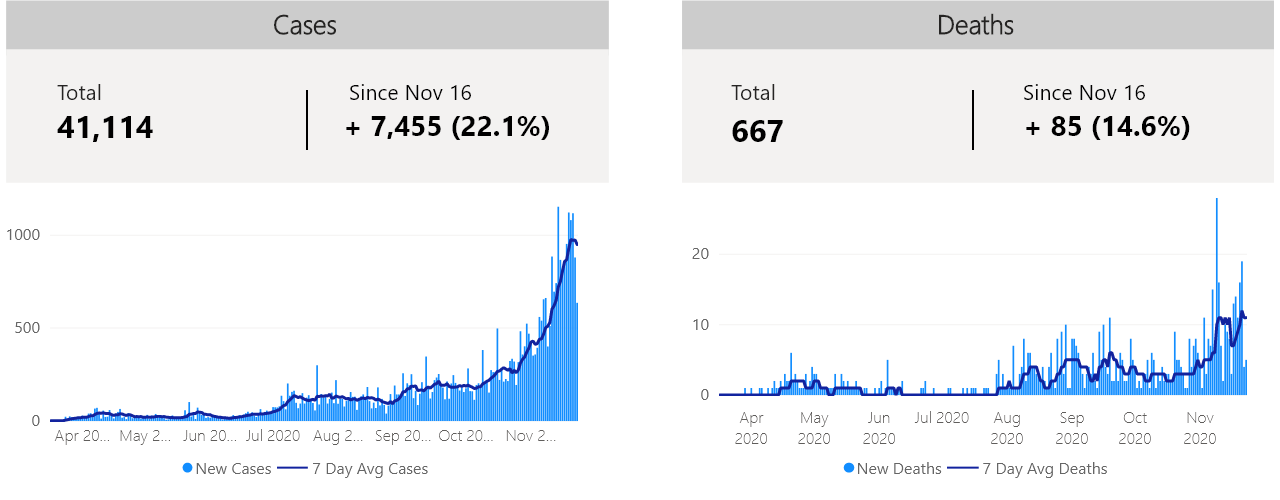 Cases
Total
41,114
Since Nov 16
+ 7,455 (22.1%)
1000
500
0
Apr 20... May 2... Jun 20... Jul 2020 Aug 2... Sep 20... Oct 20... Nov 2...
New Cases 7 Day Avg Cases
Deaths
Total
667
Since Nov 16
+ 85 (14.6%)
20
10
0
Apr May Jun Jul 2020 Aug Sep Oct Nov
2020 2020 2020 2020 2020 2020 2020
New Deaths 7 Day Avg Deaths